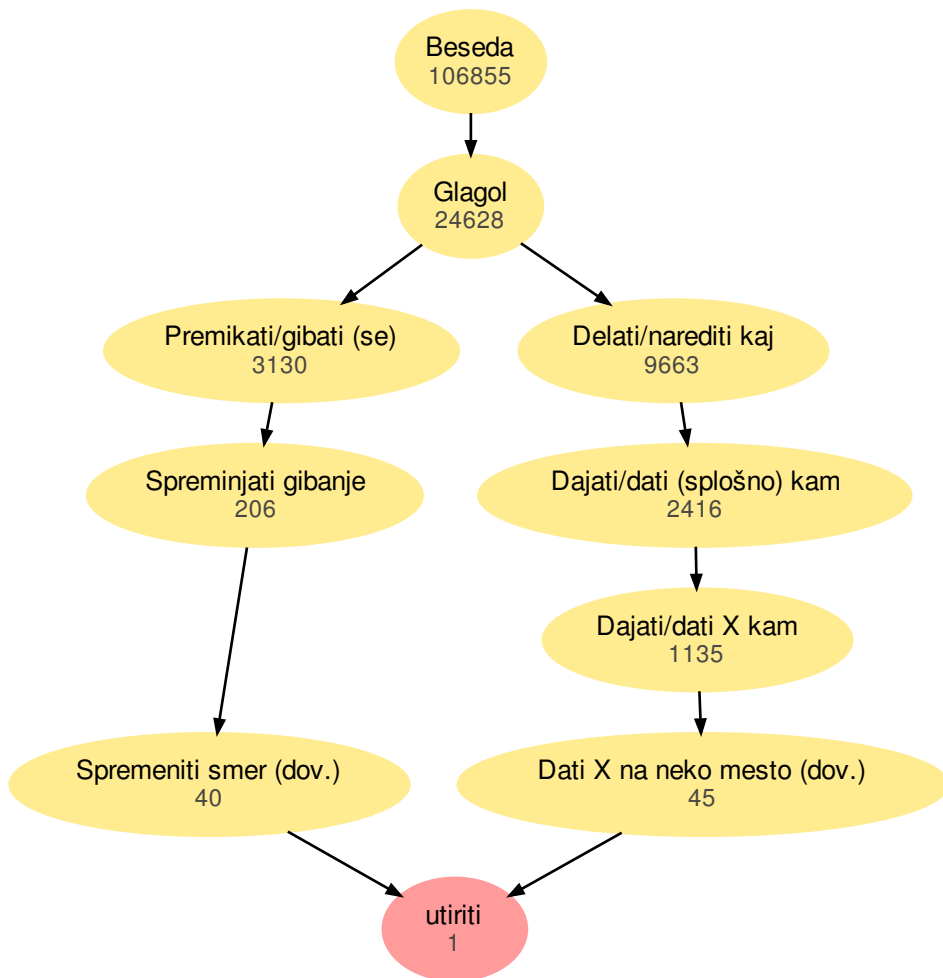 Beseda
106855
Glagol
24628
Premikati/gibati (se)
3130
Delati/narediti kaj
9663
Spreminjati gibanje
206
Dajati/dati (splošno) kam
2416
Dajati/dati X kam
1135
Spremeniti smer (dov.)
40
Dati X na neko mesto (dov.)
45
utiriti
1